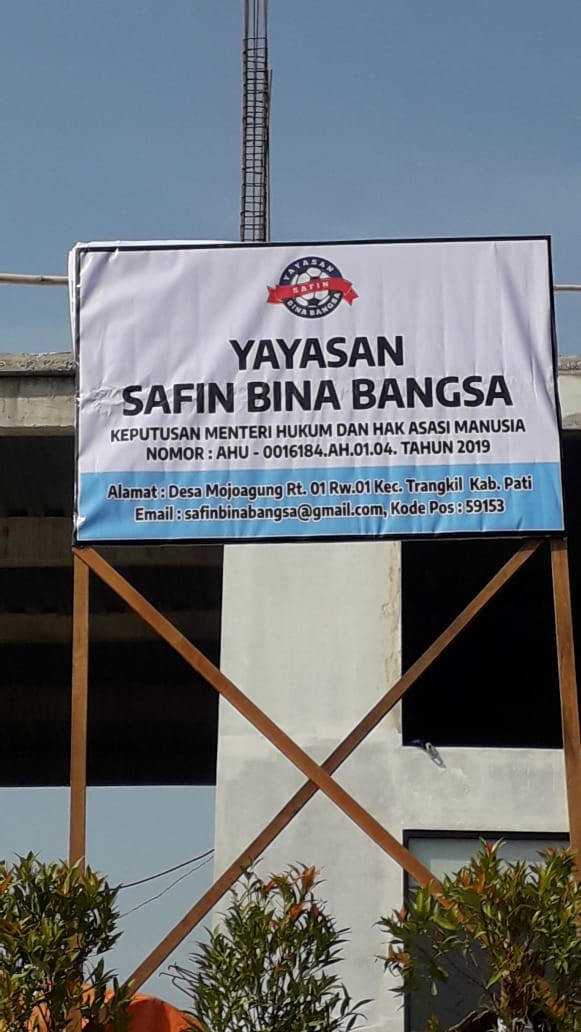 YAYASAN
SAFIN
BINA BANGSA
YAYASAN
SAFIN BINA BANGSA
KEPUTUSAN MENTERI HUKUM DAN HAK ASASI MANUSIA
NOMOR : AHU - 0016184.AH.01.04. TAHUN 2019
Alamat : Desa Mojoagung Rt. 01 Rw.01 Kec. Trangkil Kab. Pati
Email : safinbinabangsa@gmail.com, Kode Pos : 59153